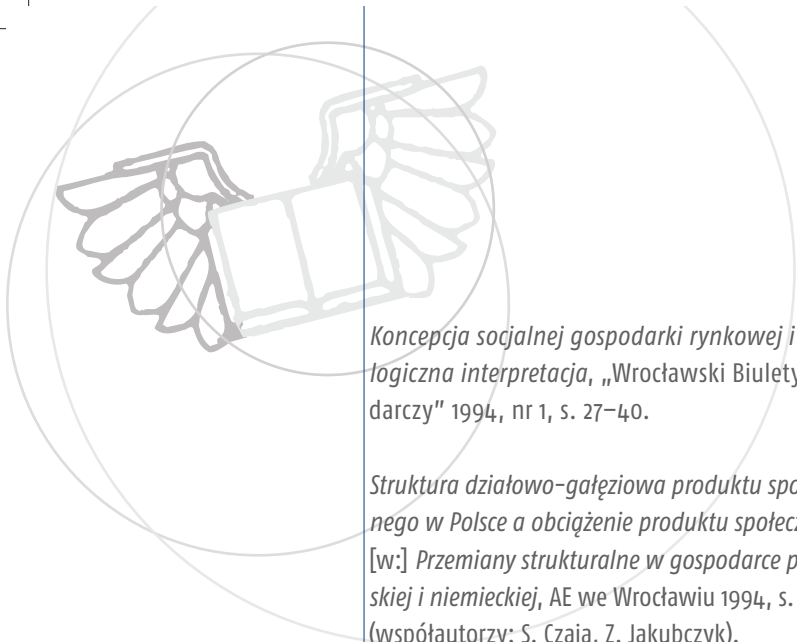 Koncepcja socjalnej gospodarki rynkowej i
logiczna interpretacja, „Wrocławski Biulety
darczy” 1994, nr 1, s. 27–40.
Struktura działowo-gałęziowa produktu spo
nego w Polsce a obciążenie produktu społecz
[w:] Przemiany strukturalne w gospodarce p
skiej i niemieckiej, AE we Wrocławiu 1994, s.
(współautorzy: S. Czaja, Z. Jakubczyk).